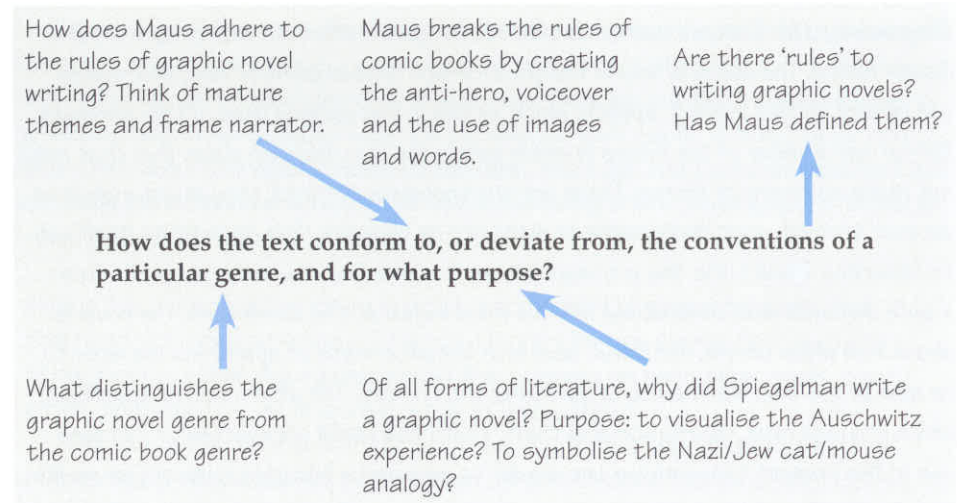 How does Maus adhere to
the rules of graphic novel
writing? Think of mature
themes and frame narrator.
Maus breaks the rules of
comic books by creating
the anti-hero, voiceover
and the use of images
and words.
Are there 'rules' to
writing graphic novels?
Has Maus defined them?
How does the text conform to, or deviate from, the conventions of a
particular genre, and for what purpose?
What distinguishes the
graphic novel genre from
the comic book genre?
Of all forms of literature, why did Spiegelman write
a graphic novel? Purpose: to visualise the Auschwitz
experience? To symbolise the Nazi/Jew cat/mouse
analogy?